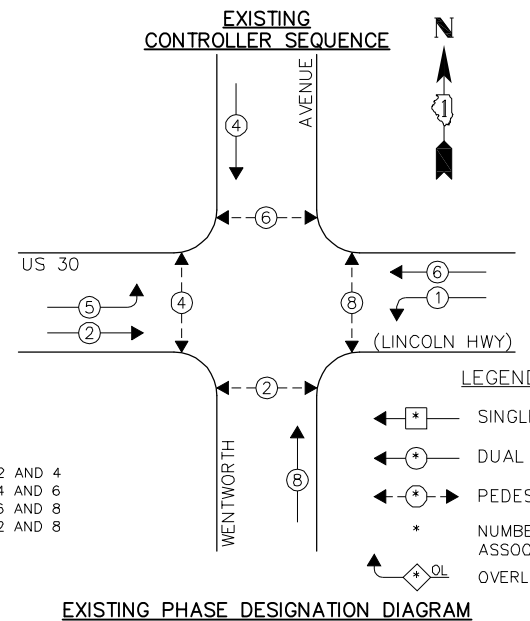 EXISTING
CONTROLLER SEQUENCE
N
1
AVENUE
4
6
US 30
5
2
4
8
6
1
(LINCOLN HWY)
2
8
WENTWORTH
2 AND 4
4 AND 6
6 AND 8
2 AND 8
LEGEND
* SINGLE
* DUAL
* PEDES
* NUMBE
ASSOC
* OL OVERL
EXISTING PHASE DESIGNATION DIAGRAM